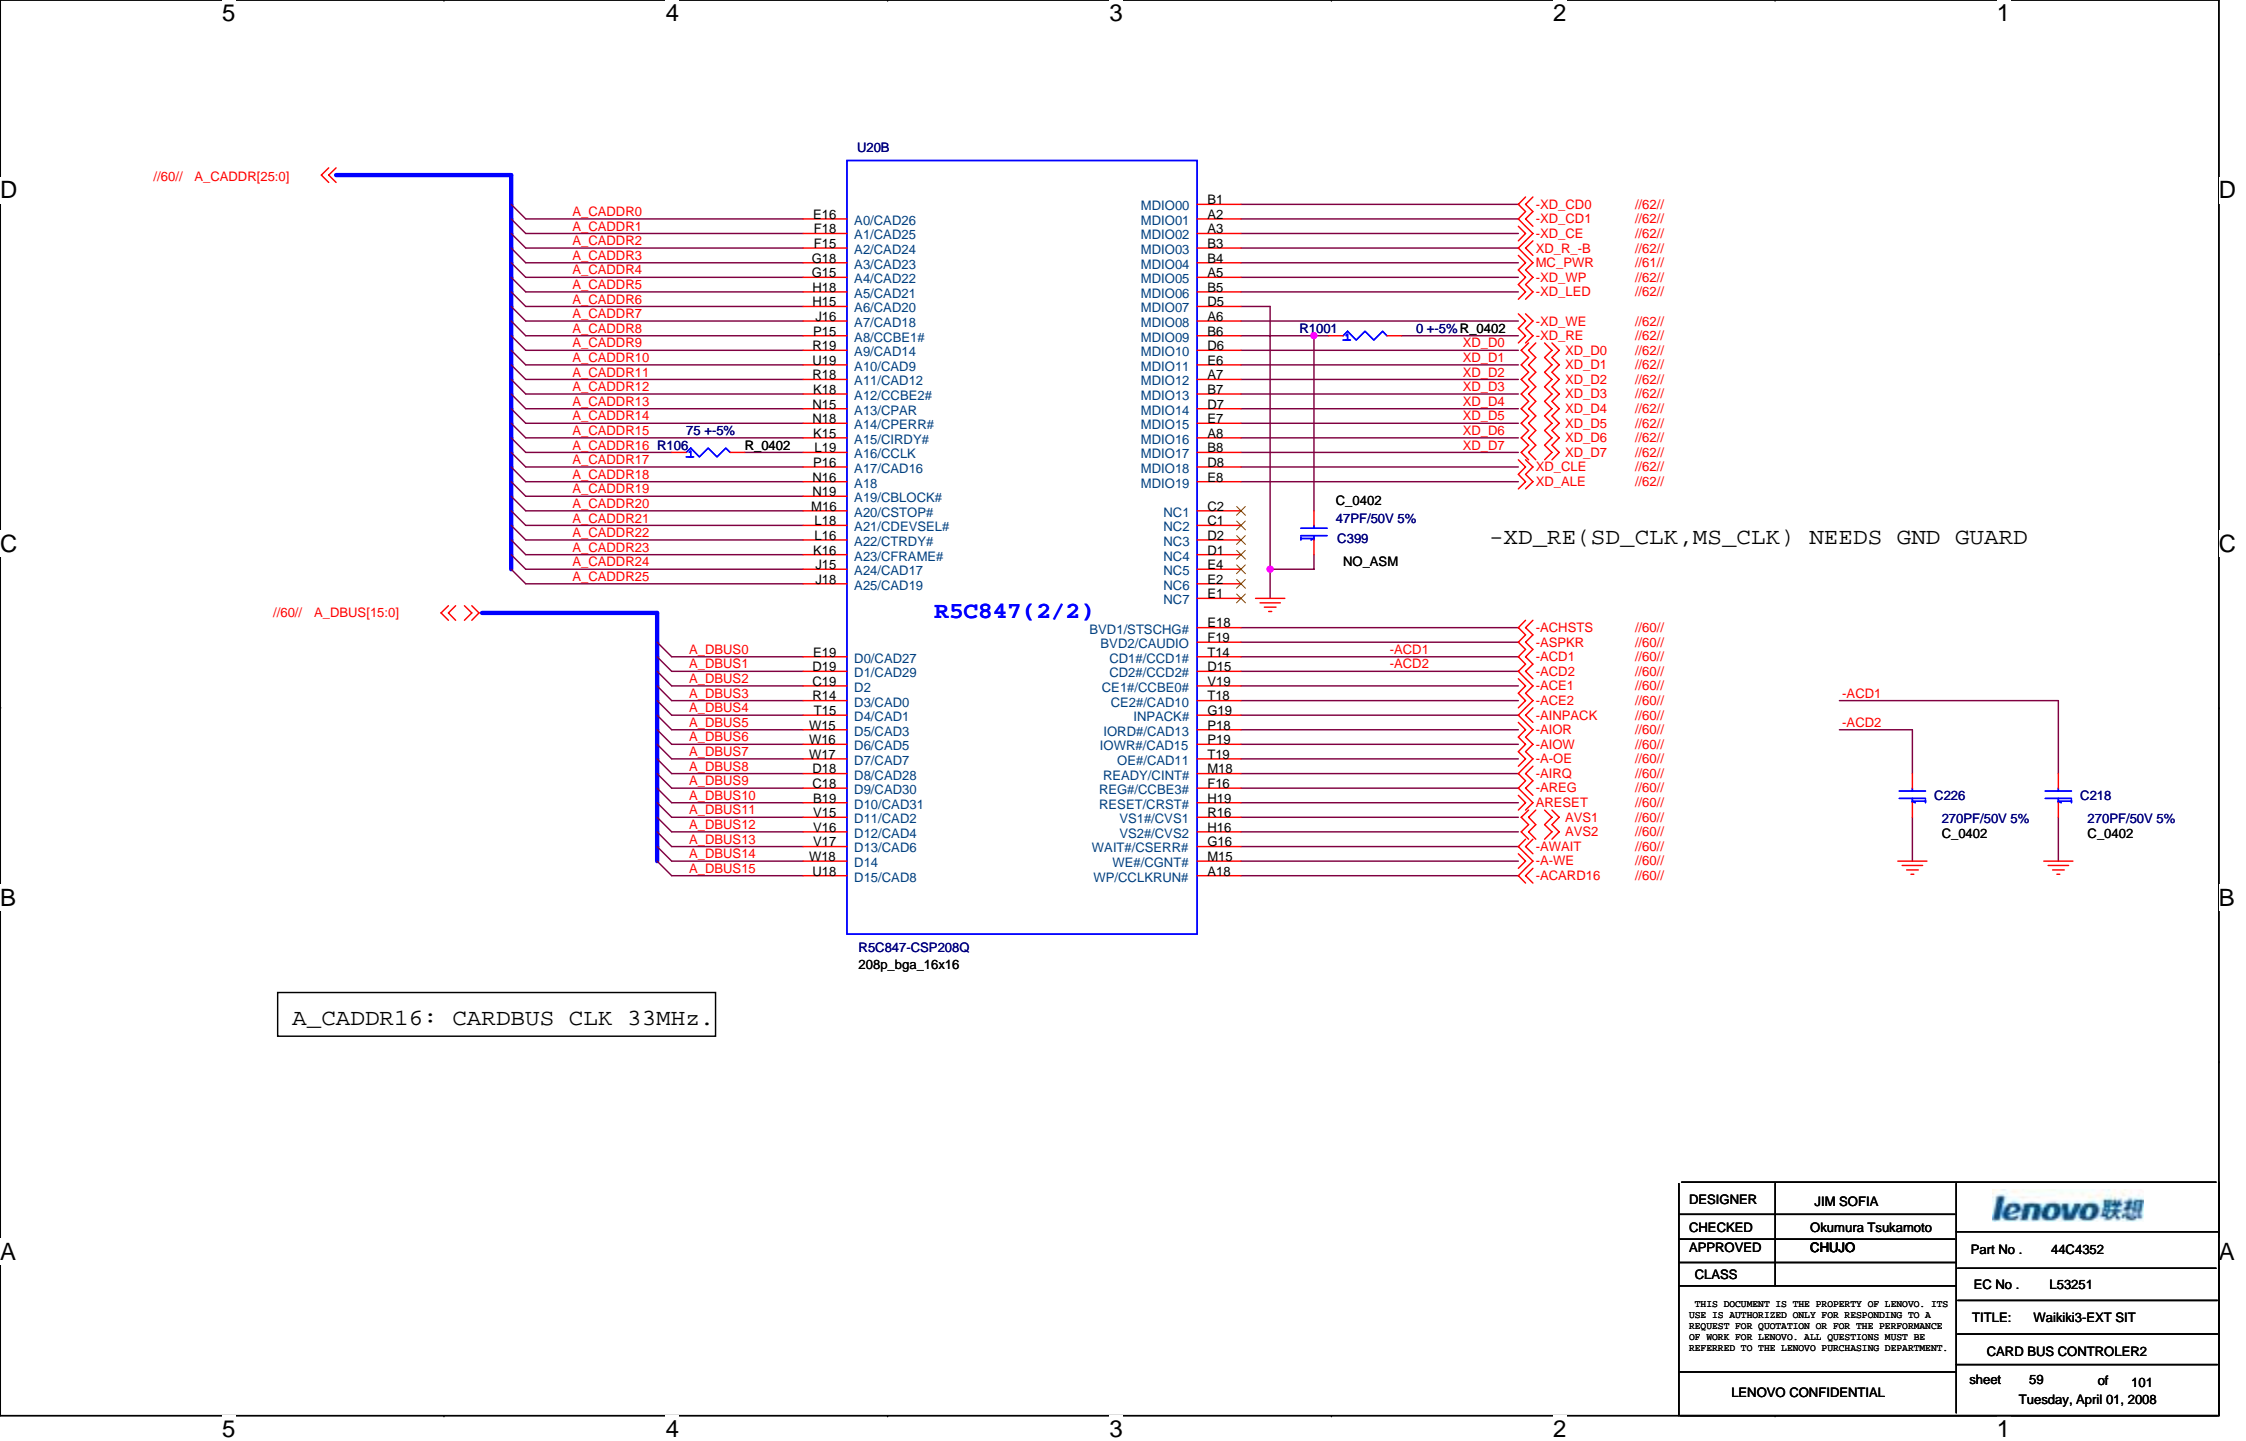 5 4 3 2 1
U20B
D D
//60// A_CADDR[25:0]
A_CADDR0 E16 A0/CAD26
A_CADDR1 F18 A1/CAD25
A_CADDR2 F15 A2/CAD24
A_CADDR3 G18 A3/CAD23
A_CADDR4 G15 A4/CAD22
A_CADDR5 H18 A5/CAD21
A_CADDR6 H15 A6/CAD20
A_CADDR7 J16 A7/CAD18
A_CADDR8 P15 A8/CCBE1#
A_CADDR9 R19 A9/CAD14
A_CADDR10 U19 A10/CAD9
A_CADDR11 R18 A11/CAD12
A_CADDR12 K18 A12/CCBE2#
A_CADDR13 N15 A13/CPAR
A_CADDR14 N18 A14/CPERR#
A_CADDR15 75 +-5% K15 A15/CIRDY#
A_CADDR16 R106 1 R_0402 L19 A16/CCLK
A_CADDR17 P16 A17/CAD16
A_CADDR18 N16 A18
A_CADDR19 N19 A19/CBLOCK#
A_CADDR20 M16 A20/CSTOP#
A_CADDR21 L18 A21/CDEVSEL#
A_CADDR22 L16 A22/CTRDY#
A_CADDR23 K16 A23/CFRAME#
A_CADDR24 J15 A24/CAD17
A_CADDR25 J18 A25/CAD19
//60// A_DBUS[15:0]
R5C847(2/2)
A_DBUS0 E19 D0/CAD27
A_DBUS1 D19 D1/CAD29
A_DBUS2 C19 D2
A_DBUS3 R14 D3/CAD0
A_DBUS4 T15 D4/CAD1
A_DBUS5 W15 D5/CAD3
A_DBUS6 W16 D6/CAD5
A_DBUS7 W17 D7/CAD7
A_DBUS8 D18 D8/CAD28
A_DBUS9 C18 D9/CAD30
A_DBUS10 B19 D10/CAD31
A_DBUS11 V15 D11/CAD2
A_DBUS12 V16 D12/CAD4
A_DBUS13 V17 D13/CAD6
A_DBUS14 W18 D14
A_DBUS15 U18 D15/CAD8
MDIO00 B1 -XD_CD0 //62//
MDIO01 A2 -XD_CD1 //62//
MDIO02 A3 -XD_CE //62//
MDIO03 B3 XD_R_-B //62//
MDIO04 B4 MC_PWR //61//
MDIO05 A5 -XD_WP //62//
MDIO06 B5 -XD_LED //62//
MDIO07 D5
MDIO08 A6 -XD_WE //62//
MDIO09 B6 R1001 1 0 +-5% R_0402 -XD_RE //62//
MDIO10 D6 XD_D0 XD_D0 //62//
MDIO11 E6 XD_D1 XD_D1 //62//
MDIO12 A7 XD_D2 XD_D2 //62//
MDIO13 B7 XD_D3 XD_D3 //62//
MDIO14 D7 XD_D4 XD_D4 //62//
MDIO15 E7 XD_D5 XD_D5 //62//
MDIO16 A8 XD_D6 XD_D6 //62//
MDIO17 B8 XD_D7 XD_D7 //62//
MDIO18 D8 XD_CLE //62//
MDIO19 E8 XD_ALE //62//
NC1 C2
NC2 C1
NC3 D2
NC4 D1
NC5 E4
NC6 E2
NC7 E1
C_0402
47PF/50V 5%
C399
NO_ASM
C -XD_RE(SD_CLK,MS_CLK) NEEDS GND GUARD C
BVD1/STSCHG# E18 -ACHSTS //60//
BVD2/CAUDIO F19 -ASPKR //60//
CD1#/CCD1# T14 -ACD1 -ACD1 //60//
CD2#/CCD2# D15 -ACD2 -ACD2 //60//
CE1#/CCBE0# V19 -ACE1 //60//
CE2#/CAD10 T18 -ACE2 //60//
INPACK# G19 -AINPACK //60//
IORD#/CAD13 P18 -AIOR //60//
IOWR#/CAD15 P19 -AIOW //60//
OE#/CAD11 T19 -A-OE //60//
READY/CINT# M18 -AIRQ //60//
REG#/CCBE3# F16 -AREG //60//
RESET/CRST# H19 ARESET //60//
VS1#/CVS1 R16 AVS1 //60//
VS2#/CVS2 H16 AVS2 //60//
WAIT#/CSERR# G16 -AWAIT //60//
WE#/CGNT# M15 -A-WE //60//
WP/CCLKRUN# A18 -ACARD16 //60//
-ACD1
-ACD2
C226
270PF/50V 5%
C_0402
C218
270PF/50V 5%
C_0402
B B
R5C847-CSP208Q
208p_bga_16x16
A_CADDR16: CARDBUS CLK 33MHz.
A A
DESIGNER JIM SOFIA
CHECKED Okumura Tsukamoto
APPROVED CHUJO
CLASS
THIS DOCUMENT IS THE PROPERTY OF LENOVO. ITS
USE IS AUTHORIZED ONLY FOR RESPONDING TO A
REQUEST FOR QUOTATION OR FOR THE PERFORMANCE
OF WORK FOR LENOVO. ALL QUESTIONS MUST BE
REFERRED TO THE LENOVO PURCHASING DEPARTMENT.
LENOVO CONFIDENTIAL
lenovo联想
Part No . 44C4352
EC No . L53251
TITLE: Waikiki3-EXT SIT
CARD BUS CONTROLER2
sheet 59 of 101
Tuesday, April 01, 2008
5 4 3 2 1